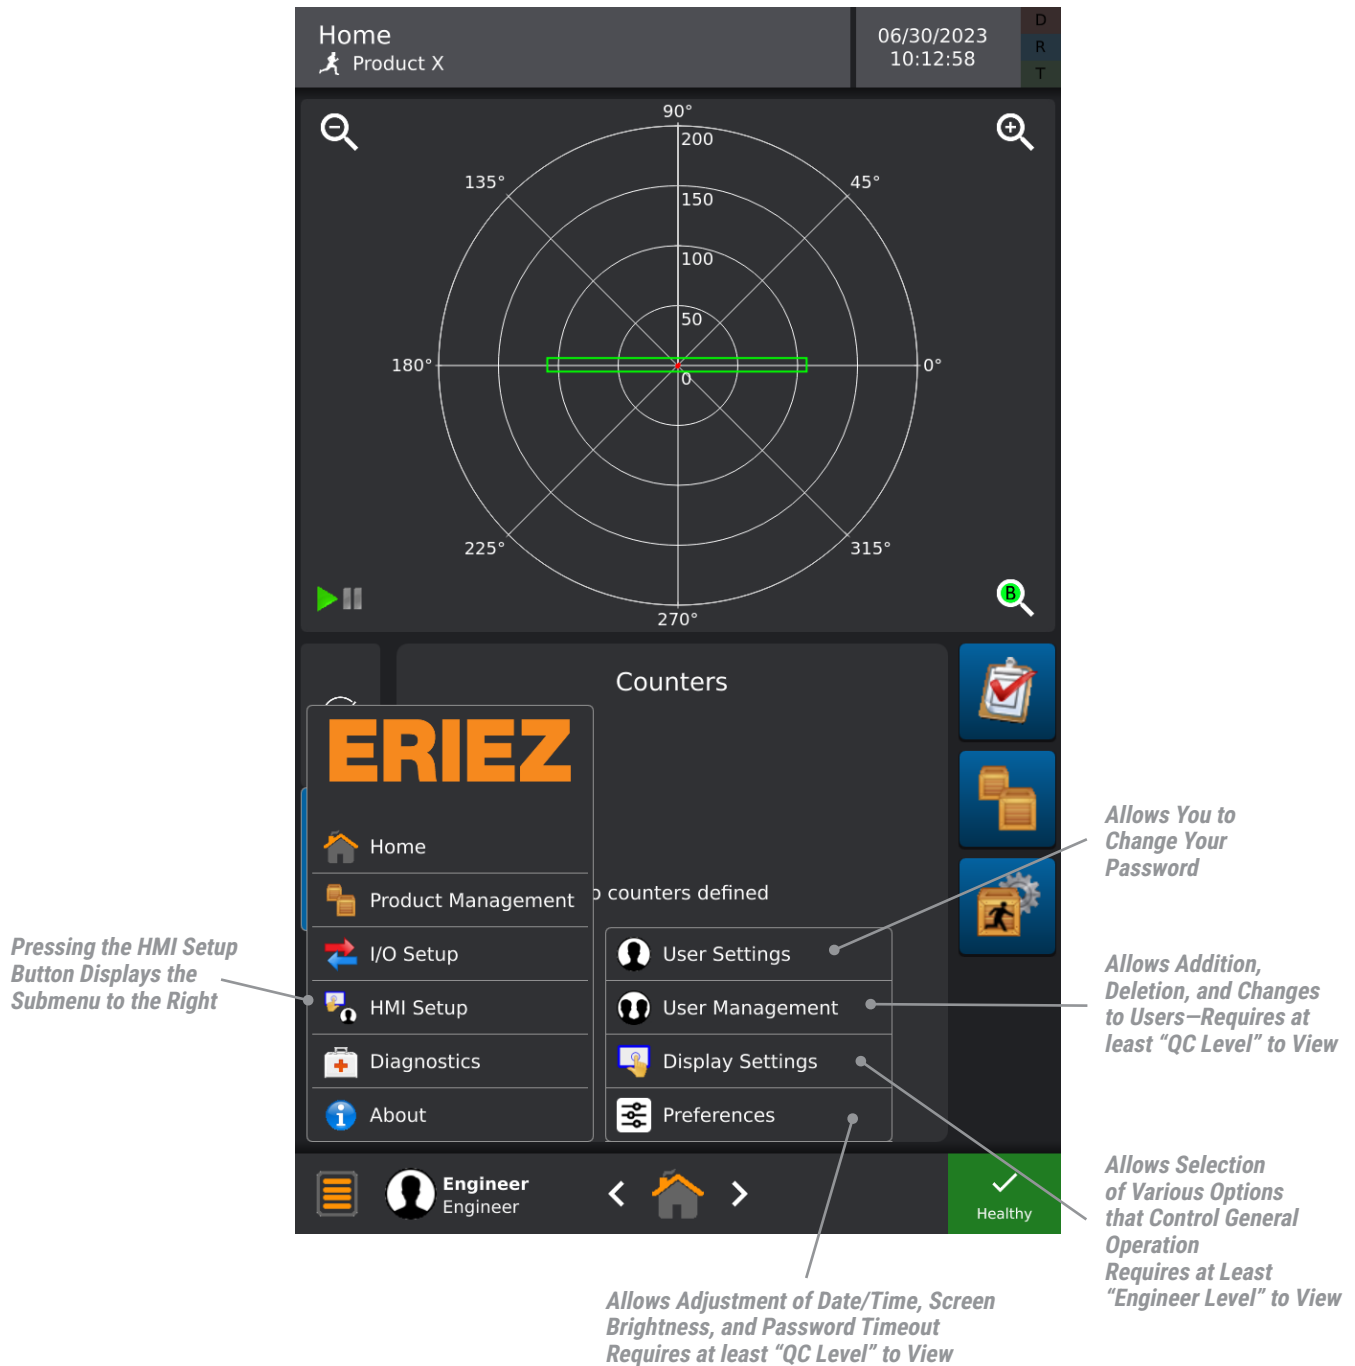 Home
Product X
06/30/2023
10:12:58
D
R
T
90°
200
135°
45°
150
100
50
180°
0°
0
225°
315°
B
270°
Counters
ERIEZ
Home
Product Management
o counters defined
I/O Setup
HMI Setup
Diagnostics
About
User Settings
User Management
Display Settings
Preferences
Engineer
Engineer
Healthy
Pressing the HMI Setup
Button Displays the
Submenu to the Right
Allows You to
Change Your
Password
Allows Addition,
Deletion, and Changes
to Users—Requires at
least “QC Level” to View
Allows Selection
of Various Options
that Control General
Operation
Requires at Least
“Engineer Level” to View
Allows Adjustment of Date/Time, Screen
Brightness, and Password Timeout
Requires at least “QC Level” to View